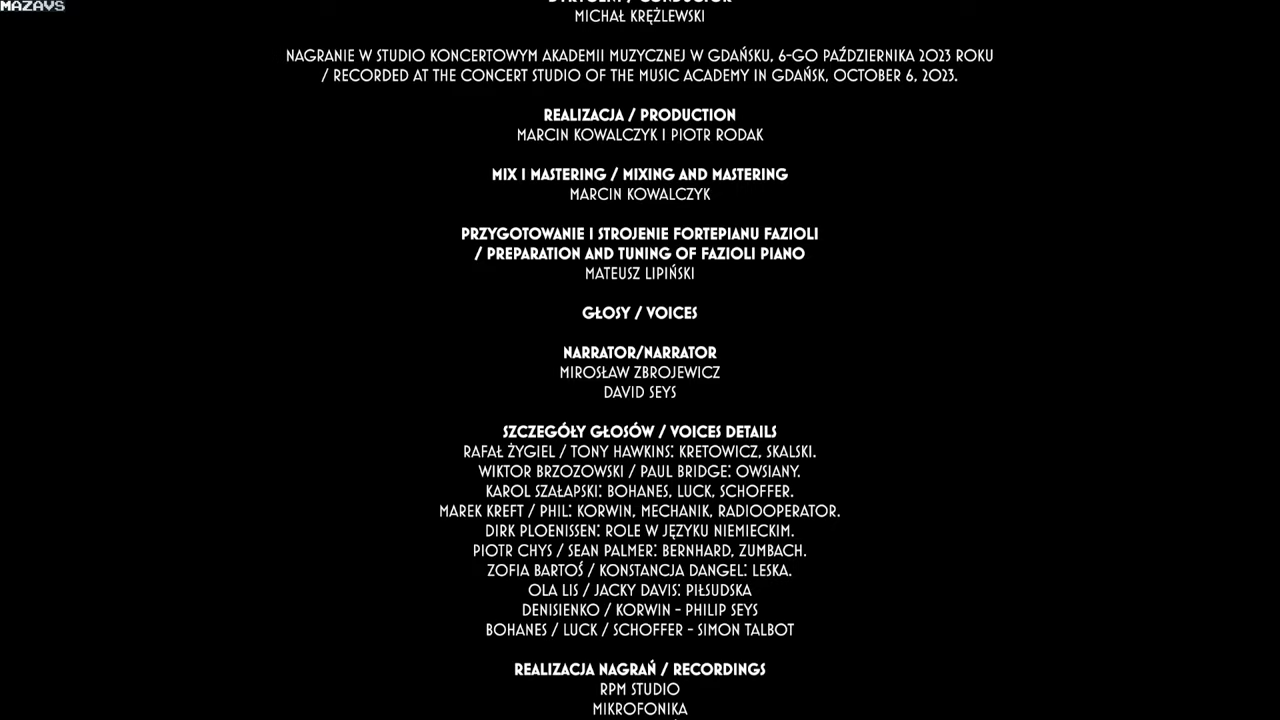 MAZAVS
DYRYGENT / CONDUCTOR
MICHAŁ KRĘŻLEWSKI
NAGRANIE W STUDIO KONCERTOWYM AKADEMII MUZYCZNEJ W GDAŃSKU, 6-GO PAŹDZIERNIKA 2023 ROKU
/ RECORDED AT THE CONCERT STUDIO OF THE MUSIC ACADEMY IN GDAŃSK, OCTOBER 6, 2023.
REALIZACJA / PRODUCTION
MARCIN KOWALCZYK I PIOTR RODAK
MIX I MASTERING / MIXING AND MASTERING
MARCIN KOWALCZYK
PRZYGOTOWANIE I STROJENIE FORTEPIANU FAZIOLI
/ PREPARATION AND TUNING OF FAZIOLI PIANO
MATEUSZ LIPIŃSKI
GŁOSY / VOICES
NARRATOR/NARRATOR
MIROSŁAW ZBROJEWICZ
DAVID SEYS
SZCZEGÓŁY GŁOSÓW / VOICES DETAILS
RAFAŁ ŻYGIEL / TONY HAWKINS: KRETOWICZ, SKALSKI.
WIKTOR BRZOZOWSKI / PAUL BRIDGE: OWSIANY.
KAROL SZAŁAPSKI: BOHANES, LUCK, SCHOFFER.
MAREK KREFT / PHIL: KORWIN, MECHANIK, RADIOOPERATOR.
DIRK PLOENISSEN: ROLE W JĘZYKU NIEMIECKIM.
PIOTR CHYS / SEAN PALMER: BERNHARD, ZUMBACH.
ZOFIA BARTOŚ / KONSTANCJA DANGEL: LESKA.
OLA LIS / JACKY DAVIS: PIŁSUDSKA
DENISIENKO / KORWIN - PHILIP SEYS
BOHANES / LUCK / SCHOFFER - SIMON TALBOT
REALIZACJA NAGRAŃ / RECORDINGS
RPM STUDIO
MIKROFONIKA